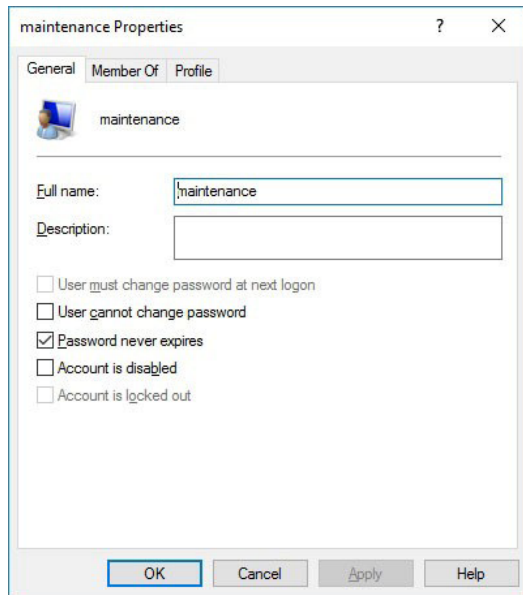 maintenance Properties
?
General Member Of Profile
maintenance
Full name: maintenance
Description:
User must change password at next logon
User cannot change password
Password never expires
Account is disabled
Account is locked out
OK Cancel Apply Help